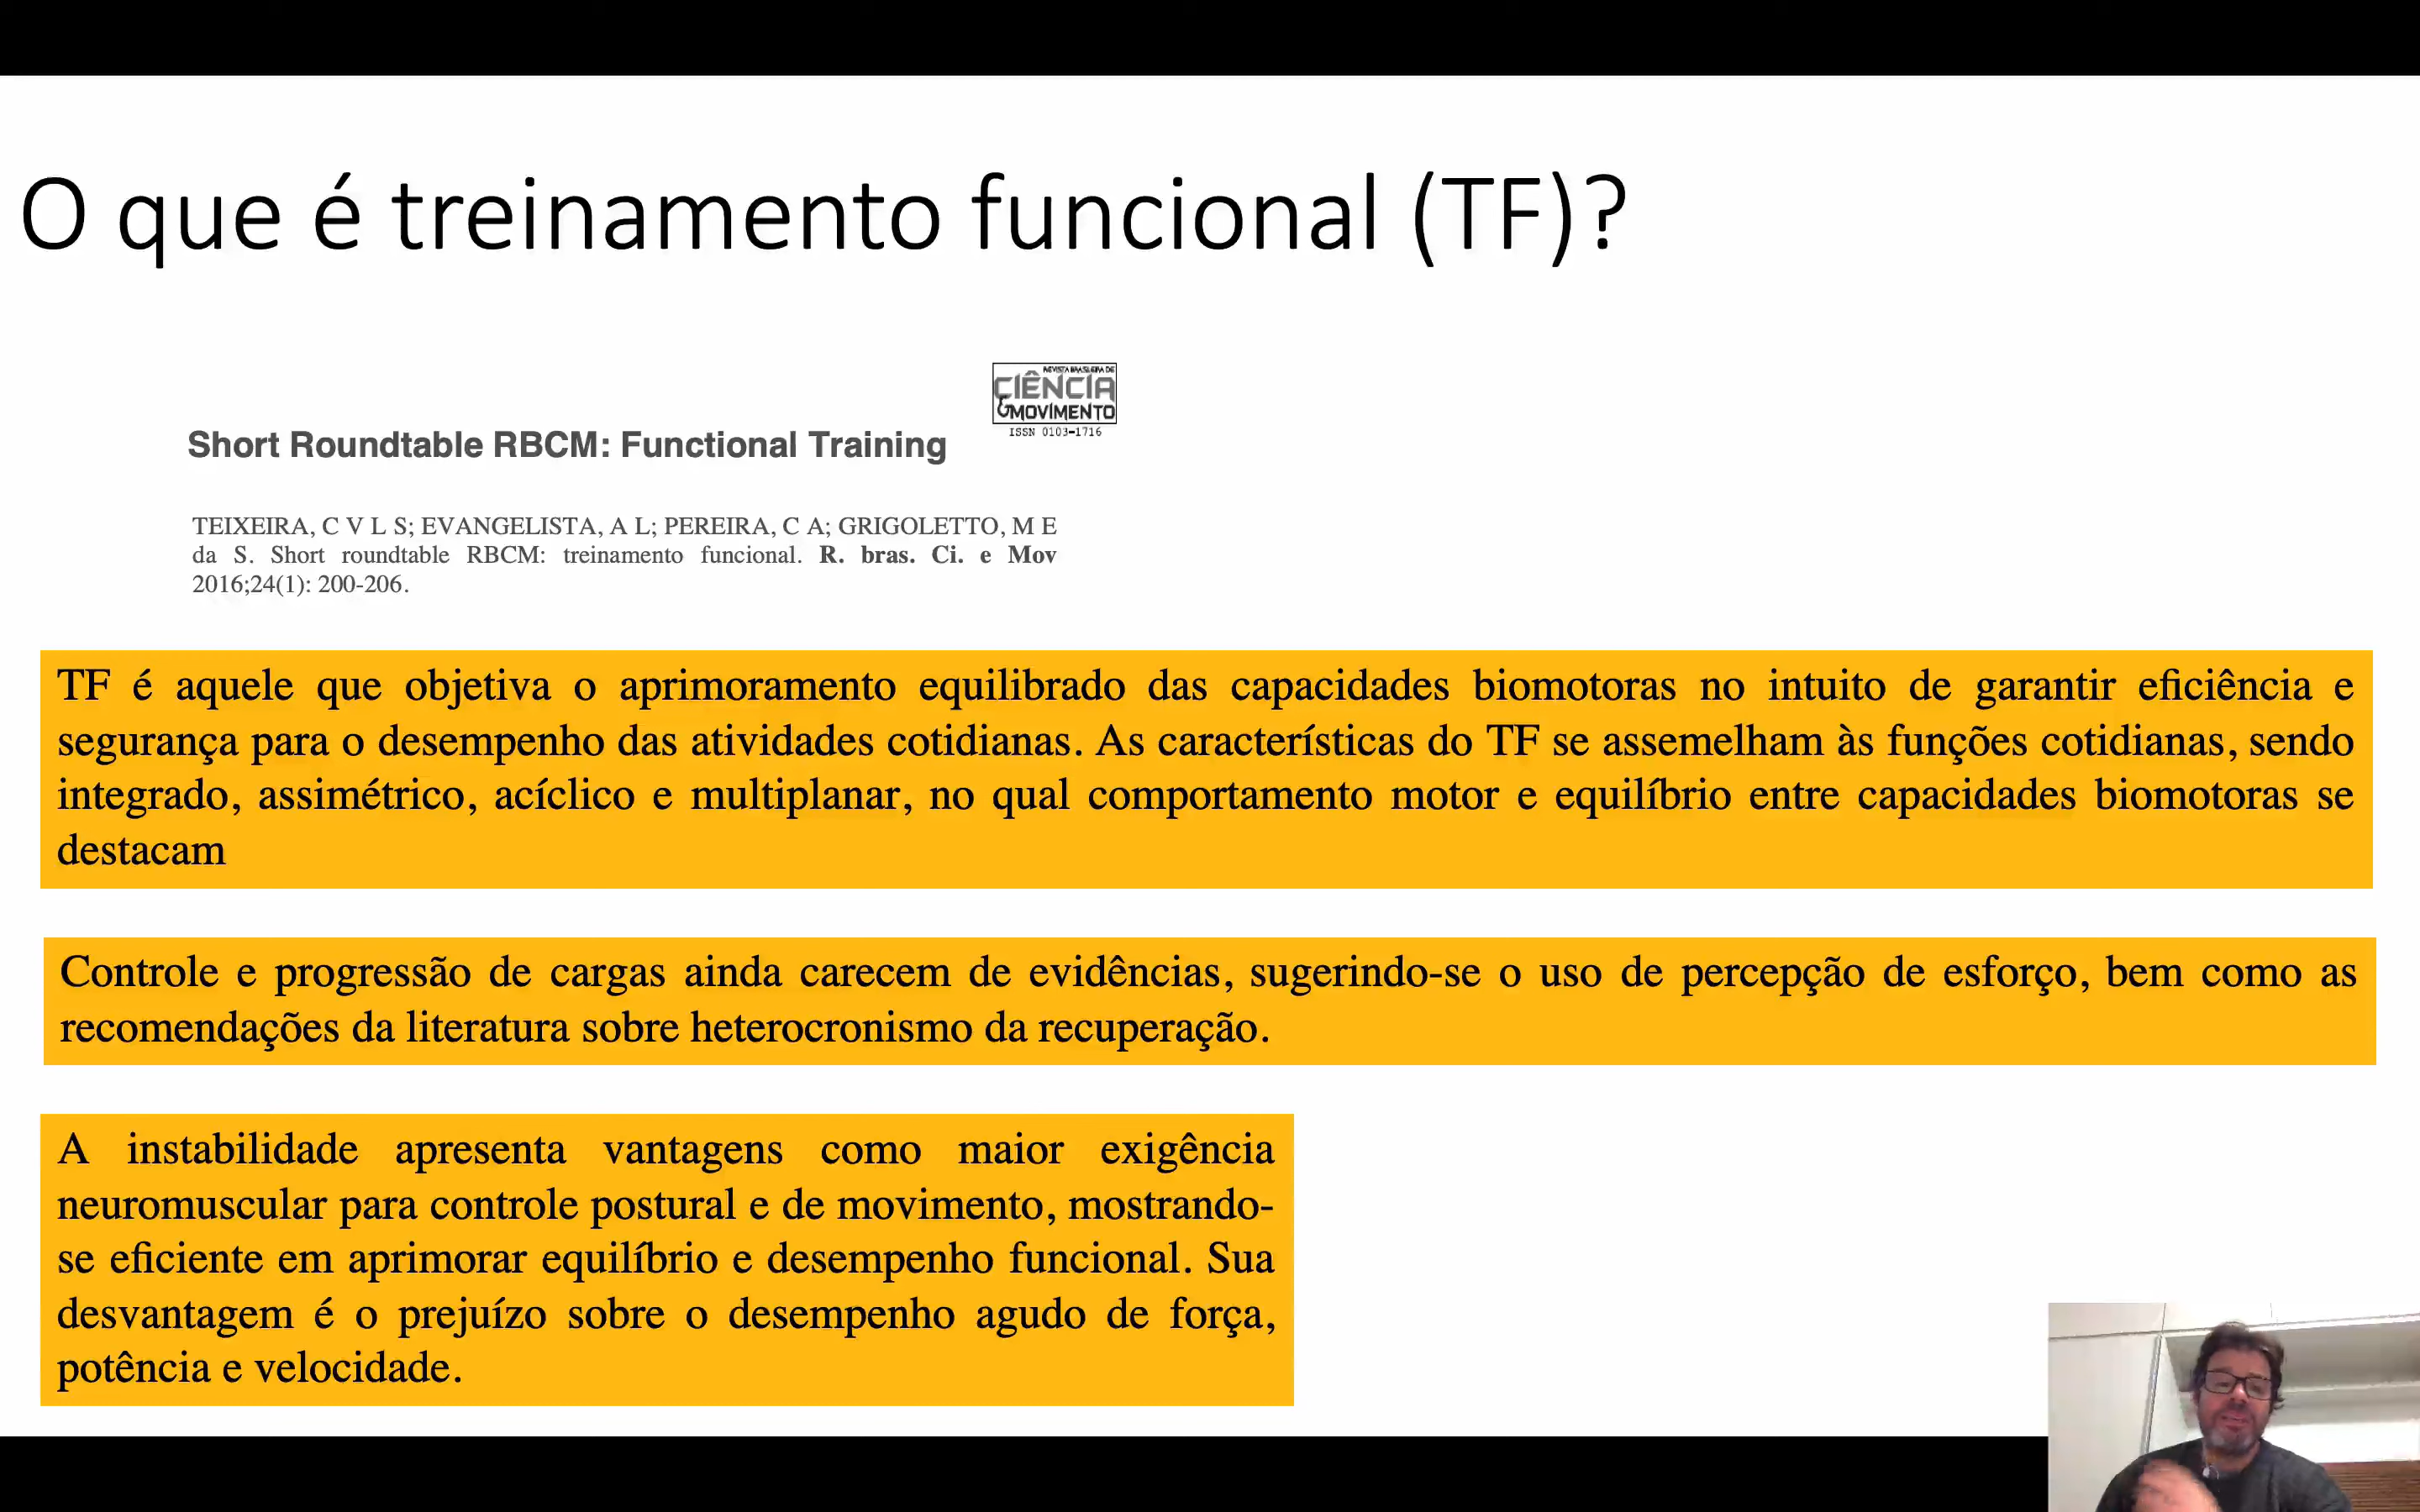 O que é treinamento funcional (TF)?
REVISTA BRASILEIRA DE
CIÊNCIA
& MOVIMENTO
ISSN 0103-1716
Short Roundtable RBCM: Functional Training
TEIXEIRA, C V L S; EVANGELISTA, A L; PEREIRA, C A; GRIGOLETTO, M E
da S. Short roundtable RBCM: treinamento funcional. R. bras. Ci. e Mov
2016;24(1): 200-206.
TF é aquele que objetiva o aprimoramento equilibrado das capacidades biomotoras no intuito de garantir eficiência e
segurança para o desempenho das atividades cotidianas. As características do TF se assemelham às funções cotidianas, sendo
integrado, assimétrico, acíclico e multiplanar, no qual comportamento motor e equilíbrio entre capacidades biomotoras se
destacam
Controle e progressão de cargas ainda carecem de evidências, sugerindo-se o uso de percepção de esforço, bem como as
recomendações da literatura sobre heterocronismo da recuperação.
A instabilidade apresenta vantagens como maior exigência
neuromuscular para controle postural e de movimento, mostrando-
se eficiente em aprimorar equilíbrio e desempenho funcional. Sua
desvantagem é o prejuízo sobre o desempenho agudo de força,
potência e velocidade.